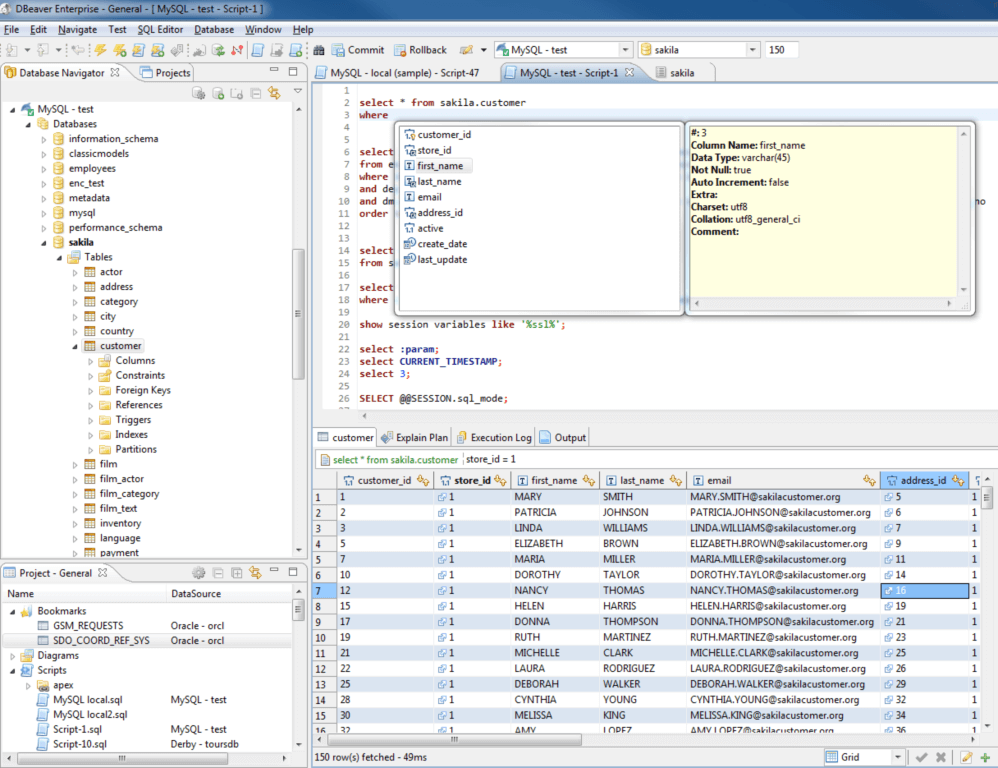 DBeaver Enterprise - General - [ MySQL - test - Script-1 ]
File Edit Navigate Test SQL Editor Database Window Help
Commit Rollback MySQL - test sakila 150
Database Navigator Projects
MySQL - test
Databases
information_schema
classicmodels
employees
enc_test
metadata
mysql
performance_schema
sakila
Tables
actor
address
category
city
country
customer
Columns
Constraints
Foreign Keys
References
Triggers
Indexes
Partitions
film
film_actor
film_category
film_text
inventory
language
payment
Project - General
Name DataSource
Bookmarks
GSM_REQUESTS Oracle - orcl
SDO_COORD_REF_SYS Oracle - orcl
Diagrams
Scripts
apex
MySQL local.sql MySQL - test
MySQL local2.sql
Script-1.sql MySQL - test
Script-10.sql Derby - toursdb
MySQL - local (sample) - Script-47 MySQL - test - Script-1 sakila
1
2 select * from sakila.customer
3 where
4
5
6 select
7 from e
8 where
9 and de
10 and dm no
11 order
12
13
14 select
15 from s
16
17 select
18 where
19
20 show session variables like '%ssl%';
21
22 select :param;
23 select CURRENT_TIMESTAMP;
24 select 3;
25
26 SELECT @@SESSION.sql_mode;
27
customer_id
store_id
first_name
last_name
email
address_id
active
create_date
last_update
#: 3
Column Name: first_name
Data Type: varchar(45)
Not Null: true
Auto Increment: false
Extra:
Charset: utf8
Collation: utf8_general_ci
Comment:
customer Explain Plan Execution Log Output
select * from sakila.customer store_id = 1
customer_id store_id first_name last_name email address_id
1 1 1 MARY SMITH MARY.SMITH@sakilacustomer.org 5 1
2 2 1 PATRICIA JOHNSON PATRICIA.JOHNSON@sakilacustomer.org 6 1
3 3 1 LINDA WILLIAMS LINDA.WILLIAMS@sakilacustomer.org 7 1
4 5 1 ELIZABETH BROWN ELIZABETH.BROWN@sakilacustomer.org 9 1
5 7 1 MARIA MILLER MARIA.MILLER@sakilacustomer.org 11 1
6 10 1 DOROTHY TAYLOR DOROTHY.TAYLOR@sakilacustomer.org 14 1
7 12 1 NANCY THOMAS NANCY.THOMAS@sakilacustomer.org 16 1
8 15 1 HELEN HARRIS HELEN.HARRIS@sakilacustomer.org 19 1
9 17 1 DONNA THOMPSON DONNA.THOMPSON@sakilacustomer.org 21 1
10 19 1 RUTH MARTINEZ RUTH.MARTINEZ@sakilacustomer.org 23 1
11 21 1 MICHELLE CLARK MICHELLE.CLARK@sakilacustomer.org 25 1
12 22 1 LAURA RODRIGUEZ LAURA.RODRIGUEZ@sakilacustomer.org 26 1
13 25 1 DEBORAH WALKER DEBORAH.WALKER@sakilacustomer.org 29 1
14 28 1 CYNTHIA YOUNG CYNTHIA.YOUNG@sakilacustomer.org 32 1
15 30 1 MELISSA KING MELISSA.KING@sakilacustomer.org 34 1
16 32 1 AMY LOPEZ AMY.LOPEZ@sakilacustomer.org 36 1
150 row(s) fetched - 49ms Grid